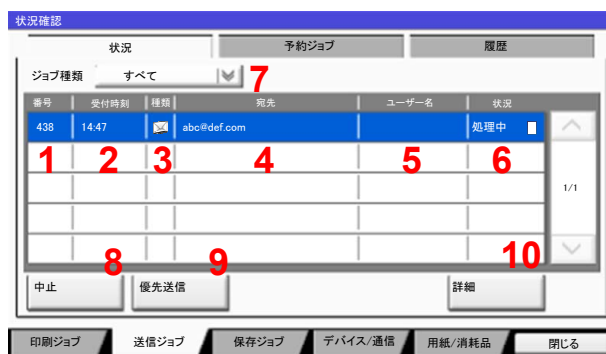 状況確認
状況 予約ジョブ 履歴
ジョブ種類 すべて 7
番号 受付時刻 種類 宛先 ユーザー名 状況
438 14:47 abc@def.com 処理中
1 2 3 4 5 6
1/1
8 9 10
中止 優先送信 詳細
印刷ジョブ 送信ジョブ 保存ジョブ デバイス/通信 用紙/消耗品 閉じる